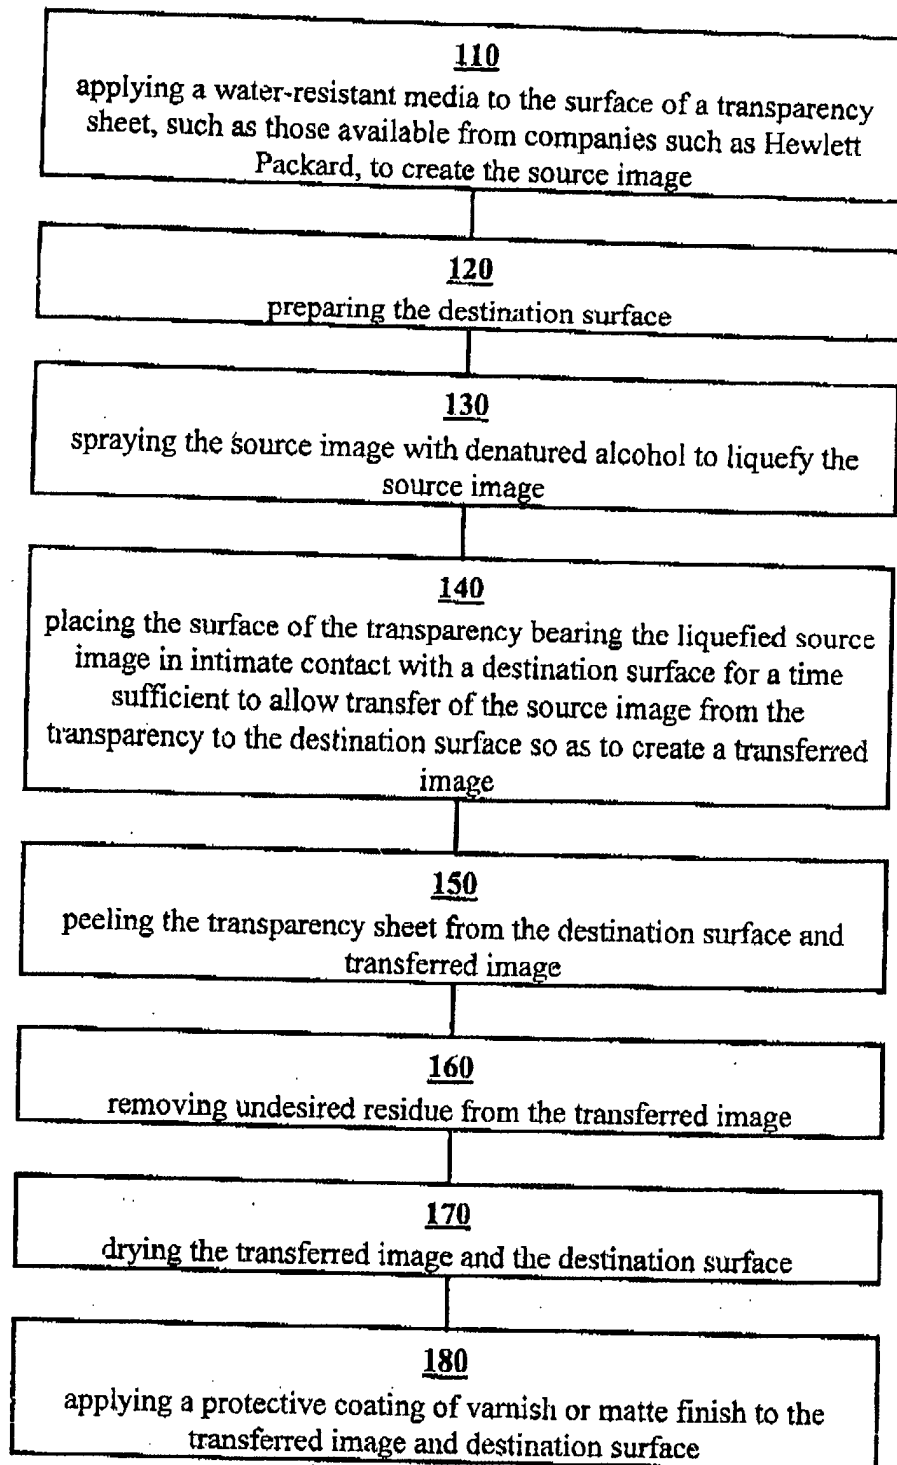 110
applying a water-resistant media to the surface of a transparency
sheet, such as those available from companies such as Hewlett
Packard, to create the source image
120
preparing the destination surface
130
spraying the source image with denatured alcohol to liquefy the
source image
140
placing the surface of the transparency bearing the liquefied source
image in intimate contact with a destination surface for a time
sufficient to allow transfer of the source image from the
transparency to the destination surface so as to create a transferred
image
150
peeling the transparency sheet from the destination surface and
transferred image
160
removing undesired residue from the transferred image
170
drying the transferred image and the destination surface
180
applying a protective coating of varnish or matte finish to the
transferred image and destination surface